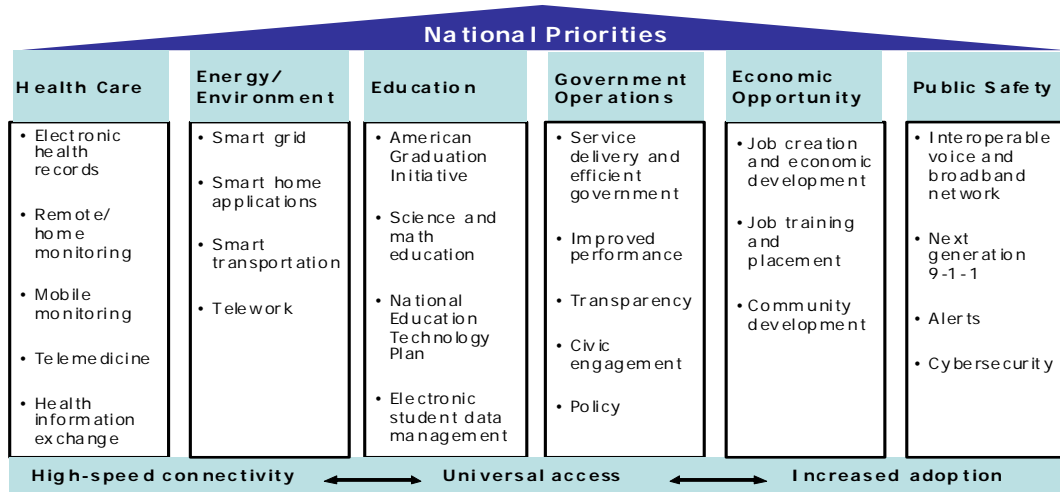 National Priorities
Health Care
• Electronic
health
records
• Remote/
home
monitoring
• Mobile
monitoring
• Telemedicine
• Health
information
exchange
Energy/
Environment
• Smart grid
• Smart home
applications
• Smart
transportation
• Telework
Education
• American
Graduation
Initiative
• Science and
math
education
• National
Education
Technology
Plan
• Electronic
student data
management
Government
Operations
• Service
delivery and
efficient
government
• Improved
performance
• Transparency
• Civic
engagement
• Policy
Economic
Opportunity
• Job creation
and economic
development
• Job training
and
placement
• Community
development
Public Safety
• Interoperable
voice and
broadband
network
• Next
generation
9-1-1
• Alerts
• Cybersecurity
High-speed connectivity
Universal access
Increased adoption